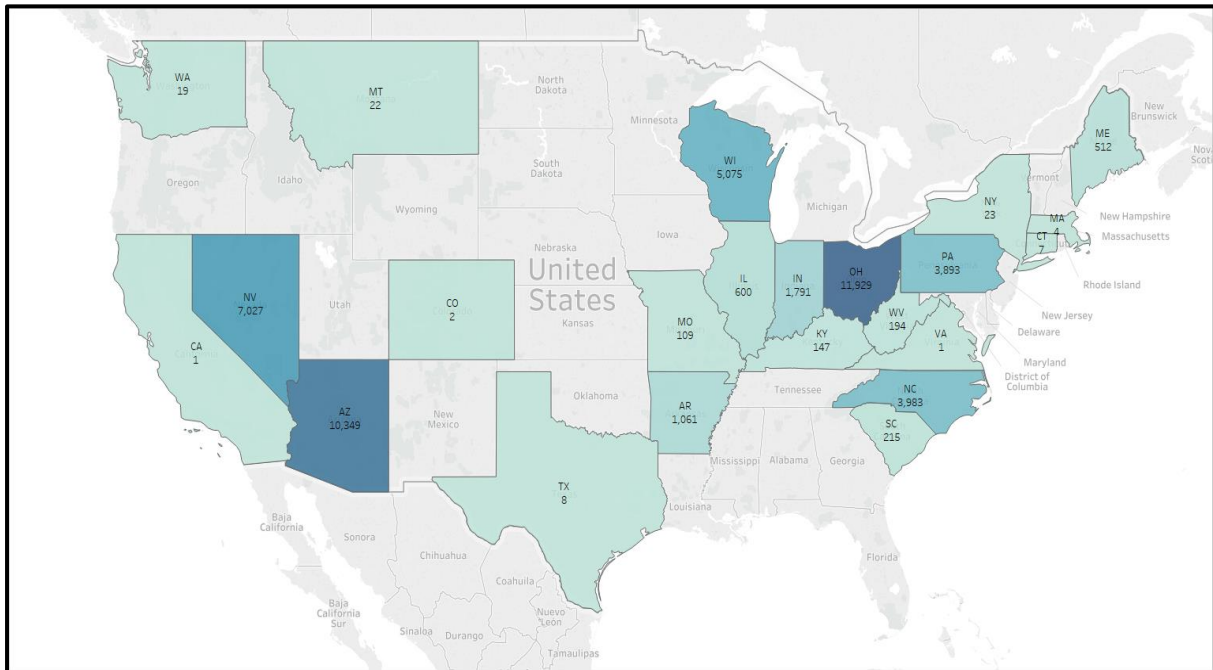 WA
19
MT
22
North
Dakota
Minnesota
ME
512
New
Brunswick
Nova
Scotia
Oregon
Idaho
South
Dakota
WI
5,075
Michigan
Vermont
NY
23
New Hampshire
MA
4
Massachusetts
CT
7
Wyoming
Iowa
Nebraska
PA
3,893
Rhode Island
NV
7,027
Utah
CO
2
United
States
Kansas
IL
600
IN
1,791
OH
11,929
New Jersey
Delaware
Maryland
District of
Columbia
CA
1
MO
109
KY
147
WV
194
VA
1
AZ
10,349
New
Mexico
Oklahoma
AR
1,061
Tennessee
NC
3,983
SC
215
Mississippi
Alabama
Georgia
TX
8
Louisiana
Florida
Baja
California
Sonora
Chihuahua
Coahuila
Nuevo
León
Baja
California
Sur
Sinaloa
Durango
Tamaulipas